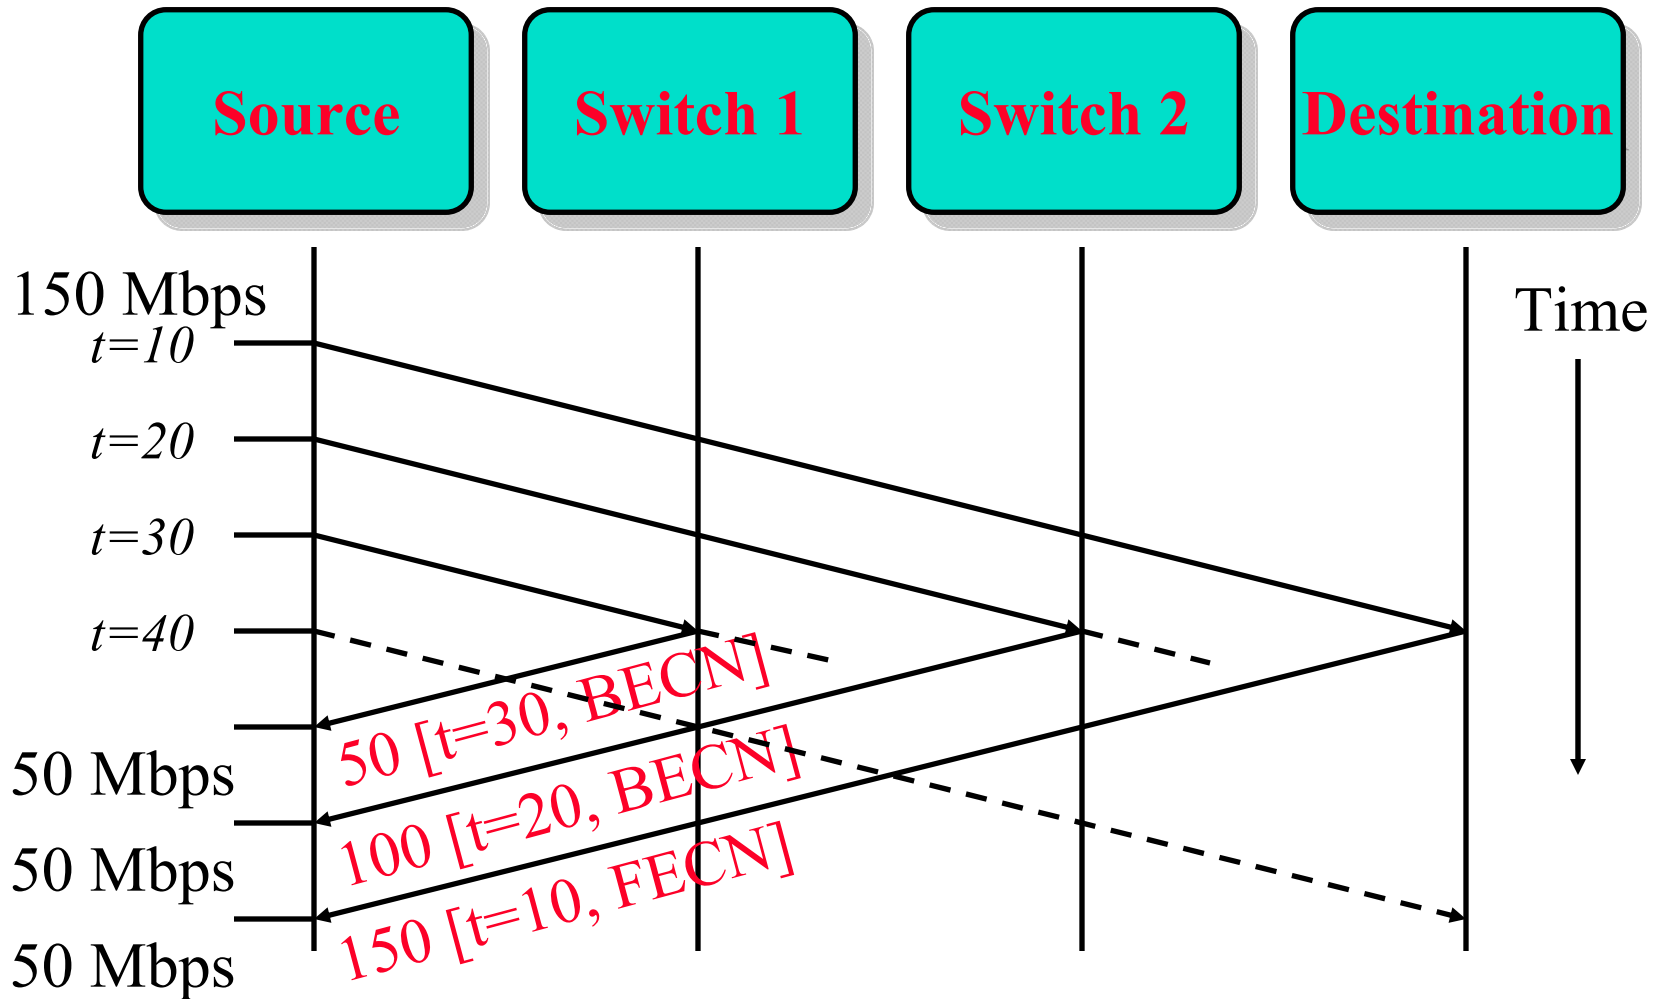 Source
Switch 1
Switch 2
Destination
150 Mbps
Time
t=10
t=20
t=30
t=40
50 [t=30, BECN]
50 Mbps
100 [t=20, BECN]
50 Mbps
150 [t=10, FECN]
50 Mbps